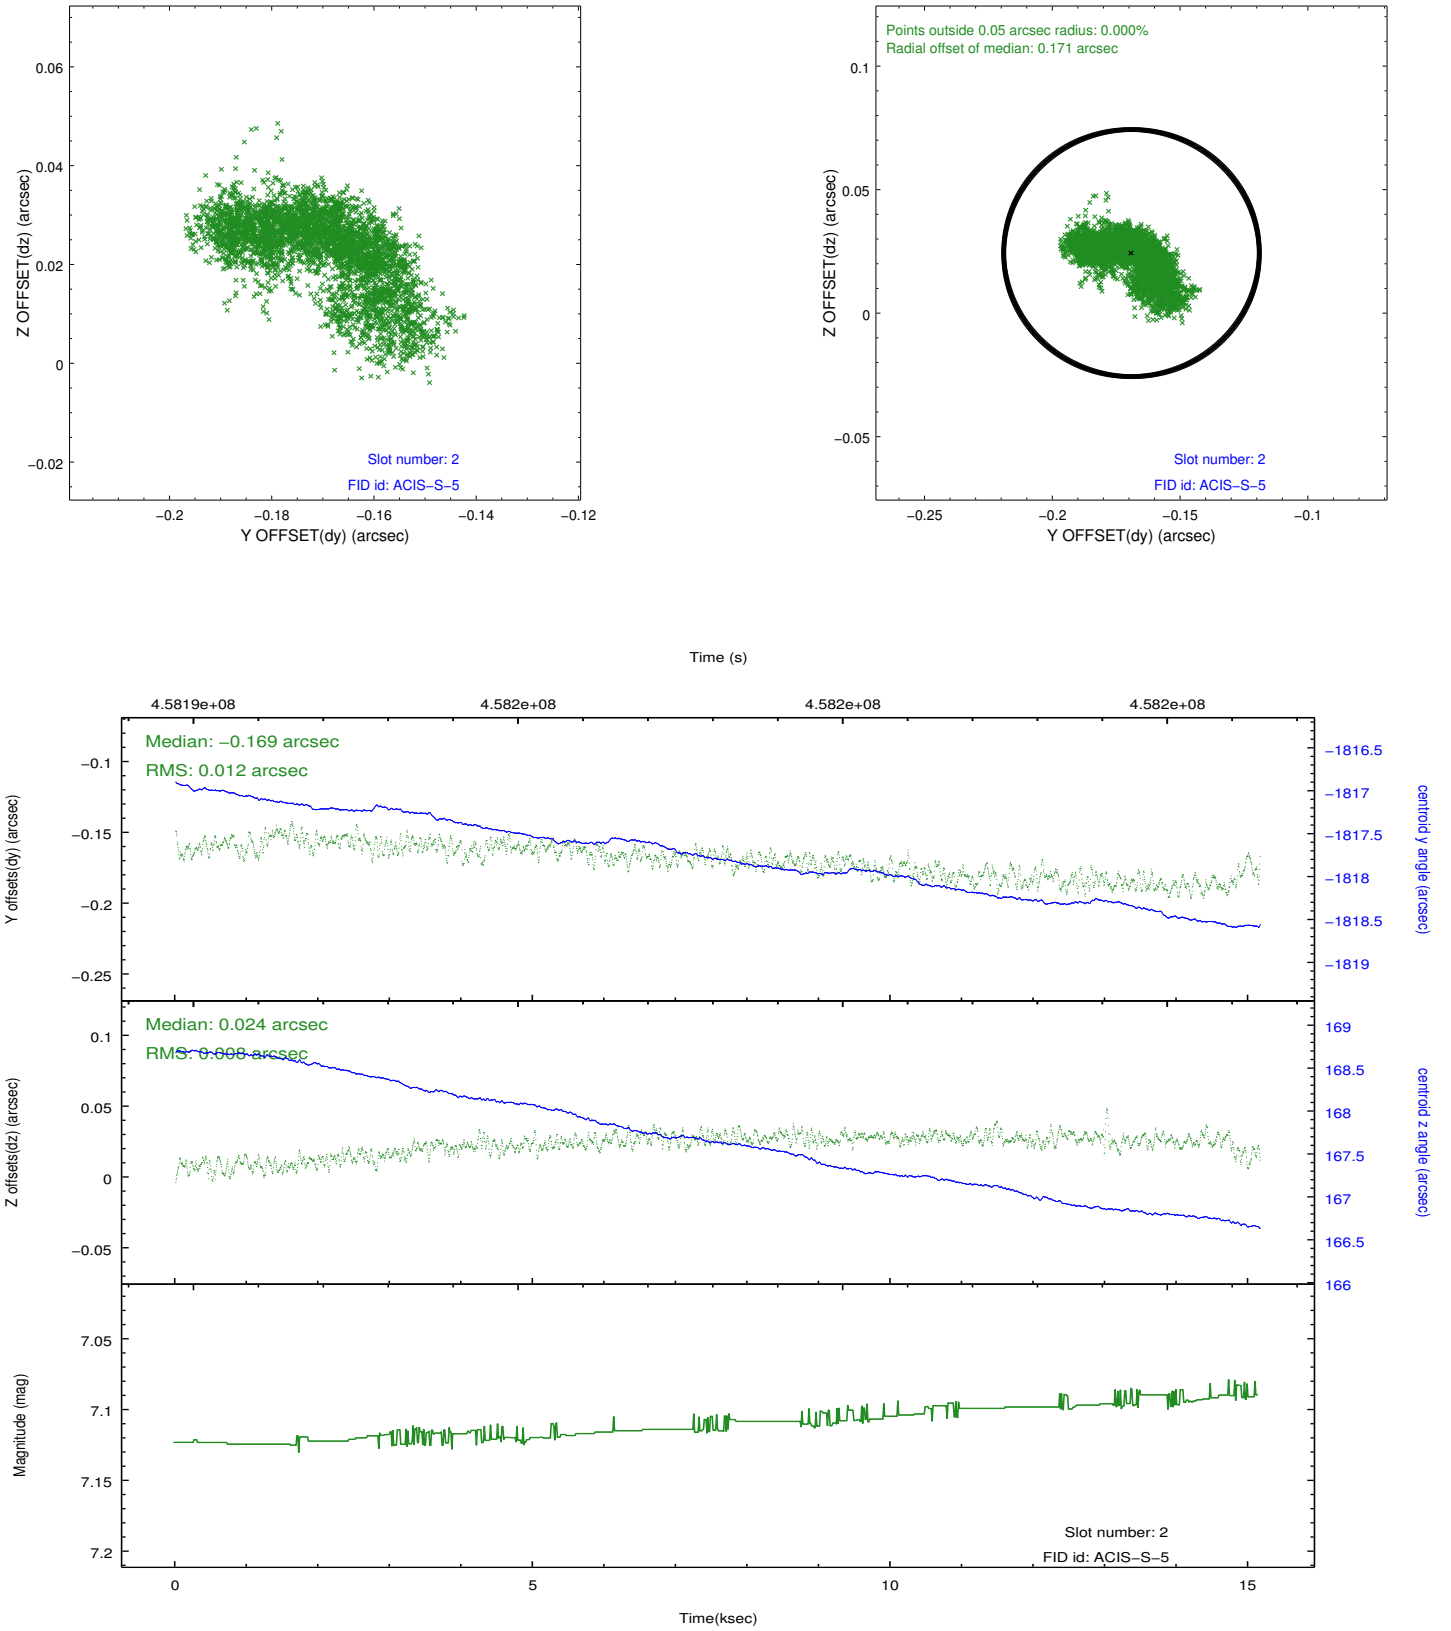 0.06
0.04
0.02
0
−0.02
−0.2
−0.18
−0.16
−0.14
−0.12
Z OFFSET(dz) (arcsec)
Y OFFSET(dy) (arcsec)
Slot number: 2
FID id: ACIS−S−5
Points outside 0.05 arcsec radius: 0.000%
Radial offset of median: 0.171 arcsec
0.1
0.05
0
−0.05
−0.25
−0.2
−0.15
−0.1
Z OFFSET(dz) (arcsec)
Y OFFSET(dy) (arcsec)
Slot number: 2
FID id: ACIS−S−5
Time (s)
4.5819e+08
4.582e+08
4.582e+08
4.582e+08
Median: −0.169 arcsec
RMS: 0.012 arcsec
−0.1
−0.15
−0.2
−0.25
Y offsets(dy) (arcsec)
−1816.5
−1817
−1817.5
−1818
−1818.5
−1819
centroid y angle (arcsec)
Median: 0.024 arcsec
RMS: 0.008 arcsec
0.1
0.05
0
−0.05
Z offsets(dz) (arcsec)
169
168.5
168
167.5
167
166.5
166
centroid z angle (arcsec)
7.05
7.1
7.15
7.2
Magnitude (mag)
Slot number: 2
FID id: ACIS−S−5
0
5
10
15
Time(ksec)